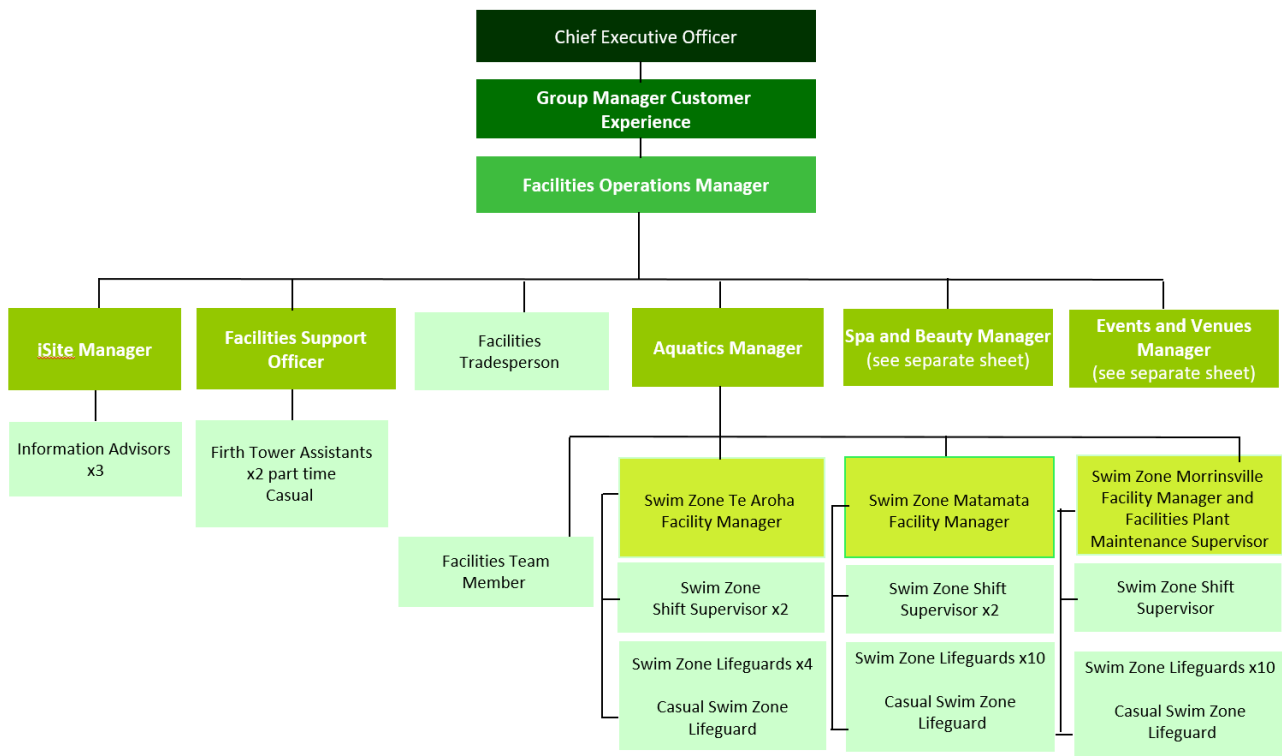 Chief Executive Officer
Group Manager Customer
Experience
Facilities Operations Manager
iSite Manager
Facilities Support
Officer
Facilities
Tradesperson
Aquatics Manager
Spa and Beauty Manager
(see separate sheet)
Events and Venues
Manager
(see separate sheet)
Information Advisors
x3
Firth Tower Assistants
x2 part time
Casual
Facilities Team
Member
Swim Zone Te Aroha
Facility Manager
Swim Zone
Shift Supervisor x2
Swim Zone Lifeguards x4
Casual Swim Zone
Lifeguard
Swim Zone Matamata
Facility Manager
Swim Zone Shift
Supervisor x2
Swim Zone Lifeguards x10
Casual Swim Zone
Lifeguard
Swim Zone Morrinsville
Facility Manager and
Facilities Plant
Maintenance Supervisor
Swim Zone Shift
Supervisor
Swim Zone Lifeguards x10
Casual Swim Zone
Lifeguard